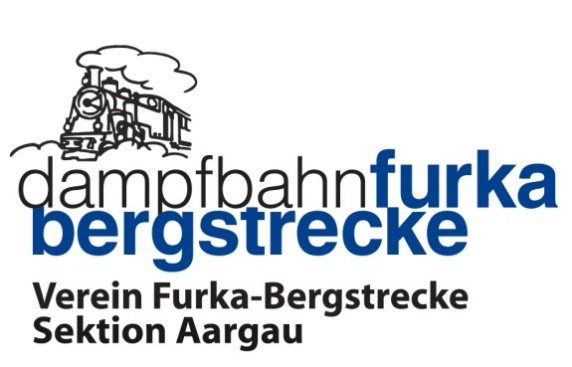 dampfbahnfurka
bergstrecke
Verein Furka-Bergstrecke
Sektion Aargau